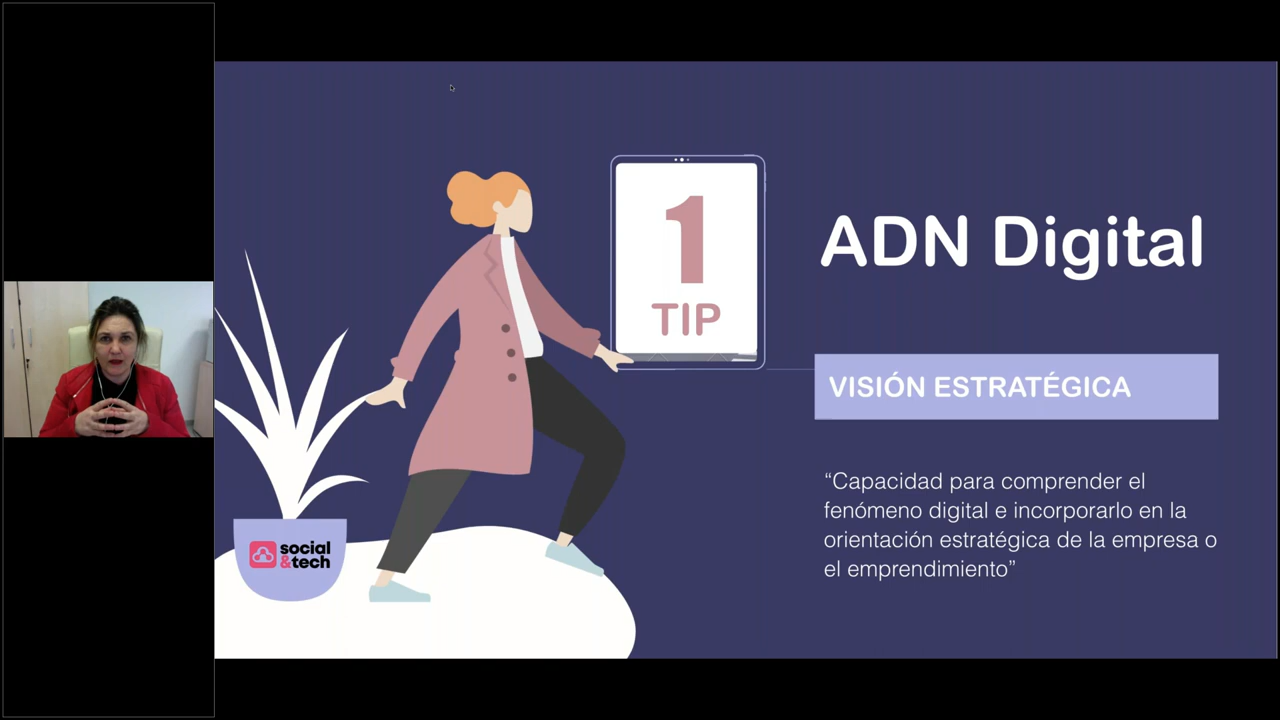 1
TIP
ADN Digital
VISIÓN ESTRATÉGICA
“Capacidad para comprender el
fenómeno digital e incorporarlo en la
orientación estratégica de la empresa o
el emprendimiento”
social
&tech